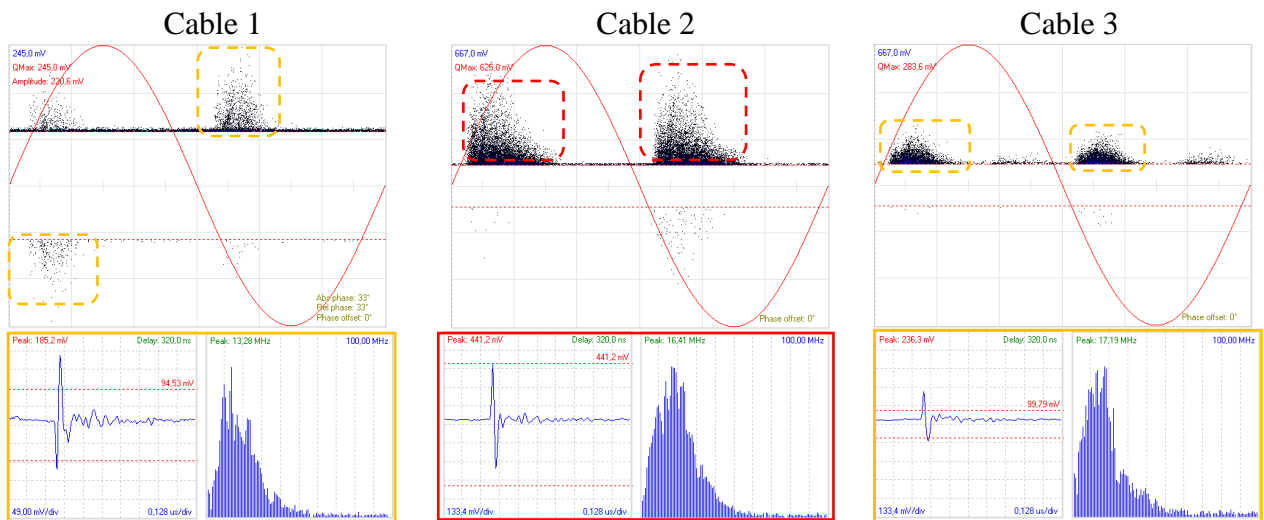 Cable 1
245,0 mV
QMax: 245,0 mV
Amplitude: 220,6 mV
Abs phase: 33°
Rel phase: 33°
Phase offset: 0°
Peak: 185,2 mV
Delay: 320,0 ns
94,53 mV
49,00 mV/div
0,128 us/div
Peak: 13,28 MHz
100,00 MHz
Cable 2
667,0 mV
QMax: 625,0 mV
Phase offset: 0°
Peak: 441,2 mV
Delay: 320,0 ns
441,2 mV
133,4 mV/div
0,128 us/div
Peak: 16,41 MHz
100,00 MHz
Cable 3
667,0 mV
QMax: 283,6 mV
Phase offset: 0°
Peak: 236,3 mV
Delay: 320,0 ns
99,79 mV
133,4 mV/div
0,128 us/div
Peak: 17,19 MHz
100,00 MHz